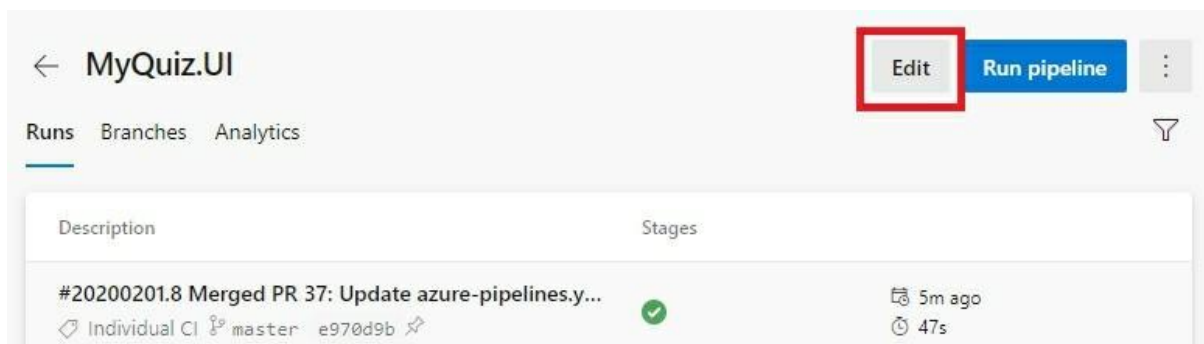 MyQuiz.UI
Edit
Run pipeline
Runs Branches Analytics
Description Stages
#20200201.8 Merged PR 37: Update azure-pipelines.y...
5m ago
Individual CI master e970d9b
47s